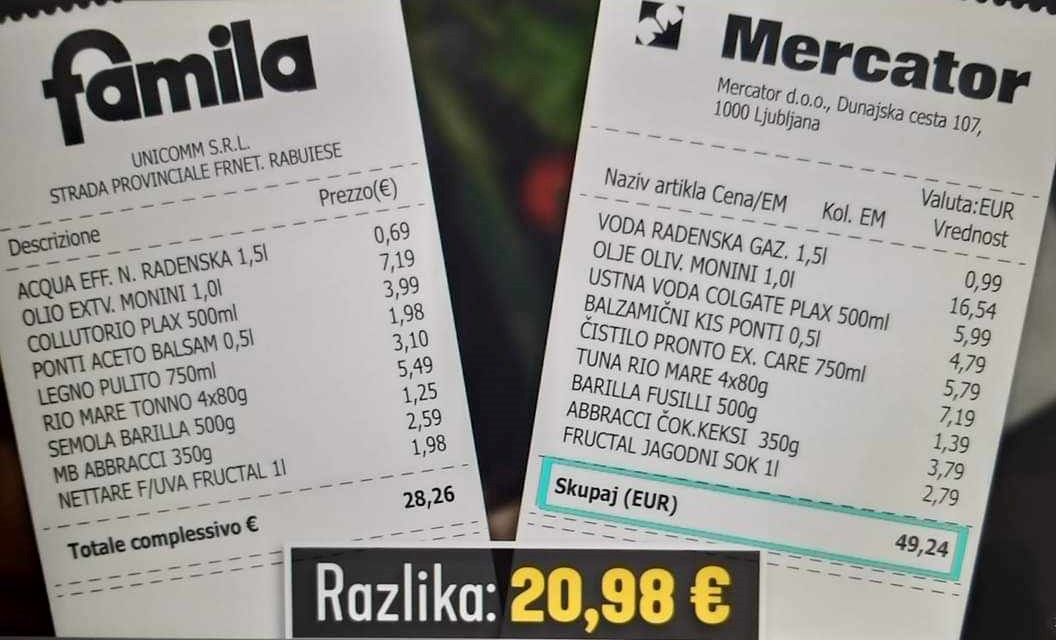 famila
UNICOMM S.R.L.
STRADA PROVINCIALE FRNET. RABUIESE
Descrizione Prezzo(€)
ACQUA EFF. N. RADENSKA 1,5l 0,69
OLIO EXTV. MONINI 1,0l 7,19
COLLUTORIO PLAX 500ml 3,99
PONTI ACETO BALSAM 0,5l 1,98
LEGNO PULITO 750ml 3,10
RIO MARE TONNO 4x80g 5,49
SEMOLA BARILLA 500g 1,25
MB ABBRACCI 350g 2,59
NETTARE F/UVA FRUCTAL 1l 1,98
Totale complessivo € 28,26
Mercator
Mercator d.o.o., Dunajska cesta 107,
1000 Ljubljana
Valuta:EUR
Naziv artikla Cena/EM Kol. EM Vrednost
VODA RADENSKA GAZ. 1,5l 0,99
OLJE OLIV. MONINI 1,0l 16,54
USTNA VODA COLGATE PLAX 500ml 5,99
BALZAMIČNI KIS PONTI 0,5l 4,79
ČISTILO PRONTO EX. CARE 750ml 5,79
TUNA RIO MARE 4x80g 7,19
BARILLA FUSILLI 500g 1,39
ABBRACCI ČOK.KEKSI 350g 3,79
FRUCTAL JAGODNI SOK 1l 2,79
Skupaj (EUR) 49,24
Razlika: 20,98 €